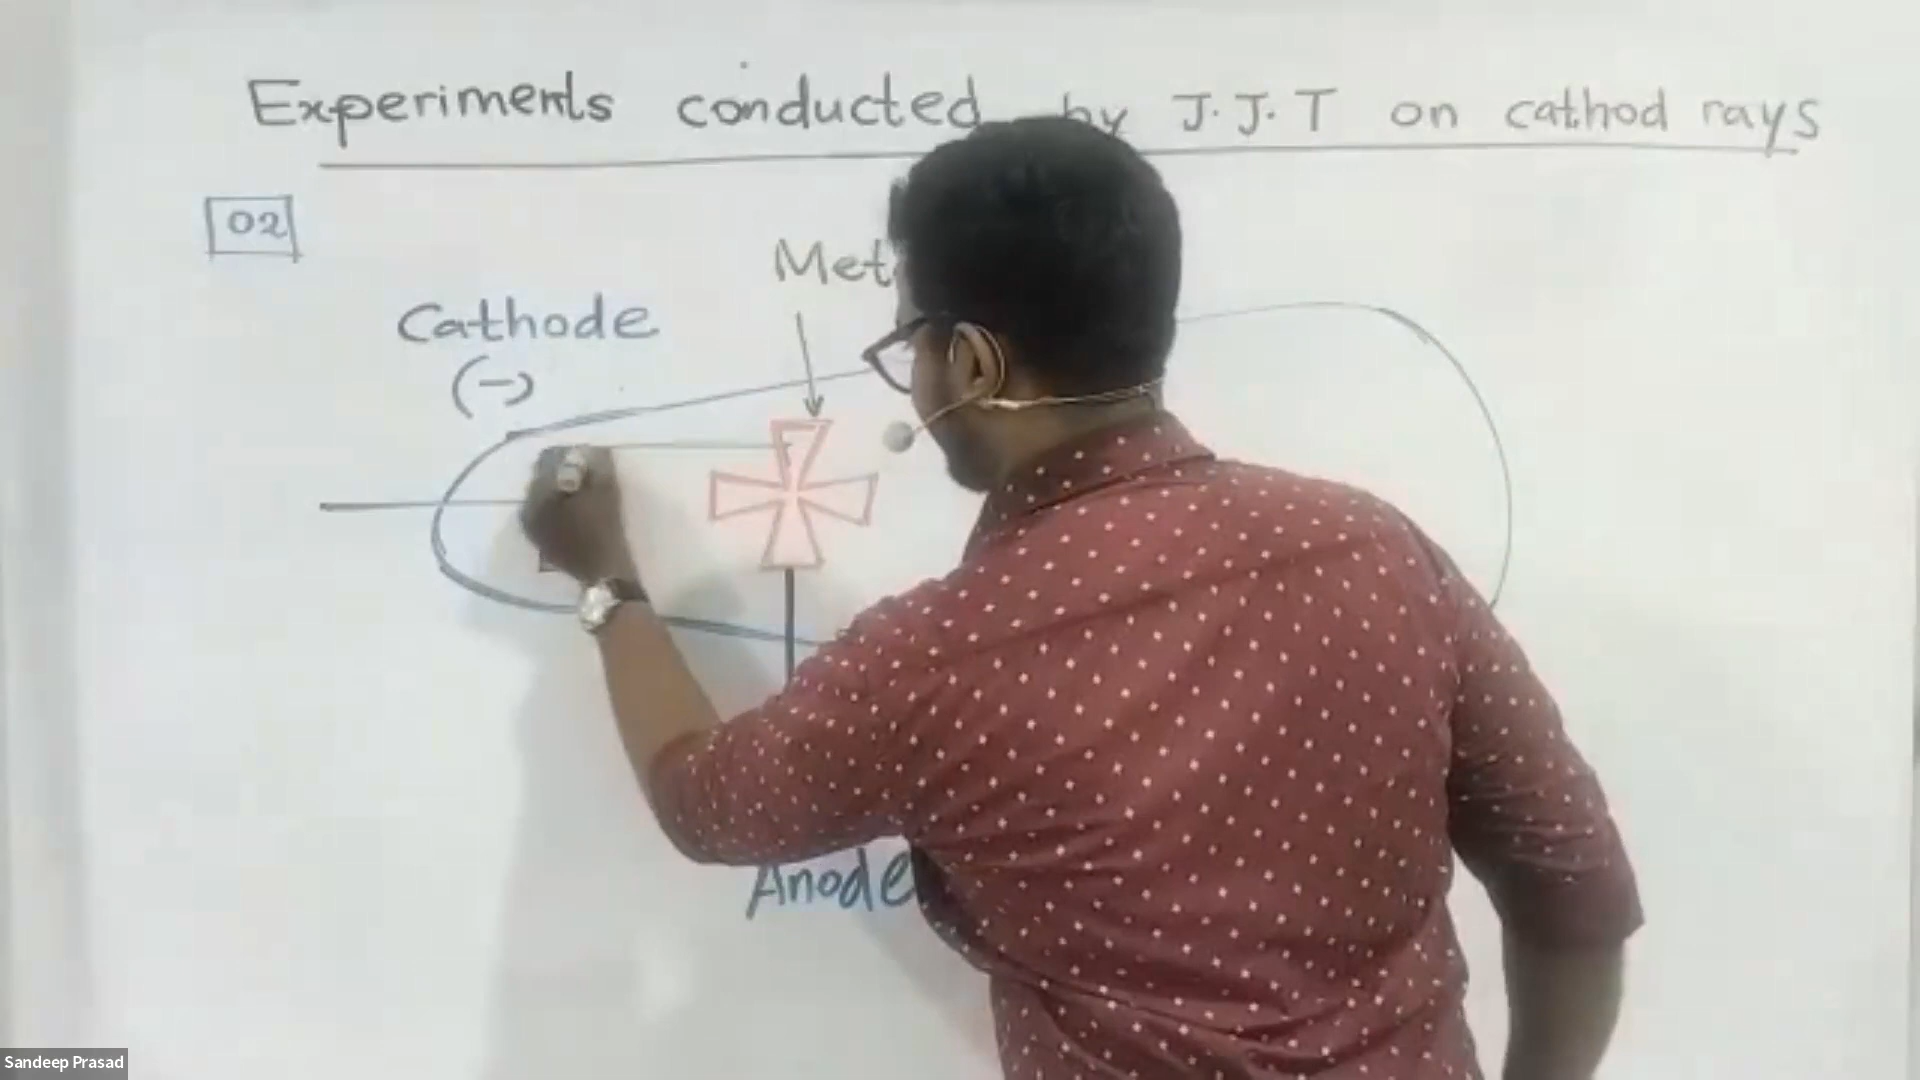 Experiments conducted by J.J.T on cathod rays
02
Cathode
(-)
Anode
Sandeep Prasad